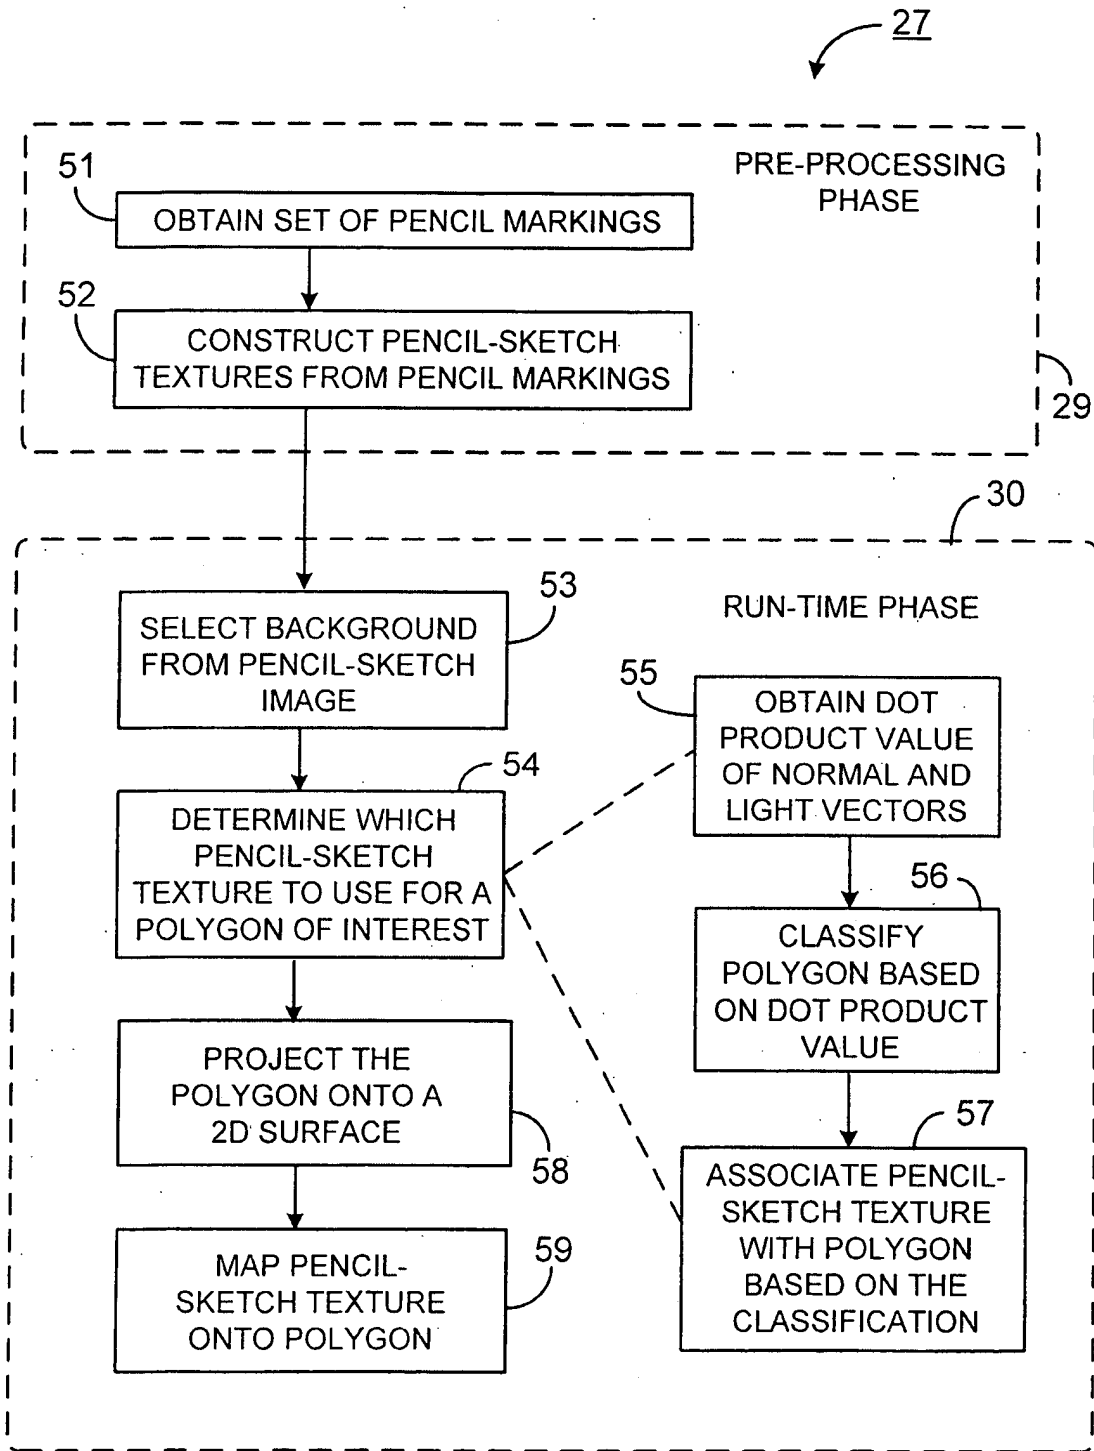 27
PRE-PROCESSING
PHASE
51
OBTAIN SET OF PENCIL MARKINGS
52
CONSTRUCT PENCIL-SKETCH
TEXTURES FROM PENCIL MARKINGS
29
30
RUN-TIME PHASE
53
SELECT BACKGROUND
FROM PENCIL-SKETCH
IMAGE
54
DETERMINE WHICH
PENCIL-SKETCH
TEXTURE TO USE FOR A
POLYGON OF INTEREST
55
OBTAIN DOT
PRODUCT VALUE
OF NORMAL AND
LIGHT VECTORS
56
CLASSIFY
POLYGON BASED
ON DOT PRODUCT
VALUE
57
ASSOCIATE PENCIL-
SKETCH TEXTURE
WITH POLYGON
BASED ON THE
CLASSIFICATION
PROJECT THE
POLYGON ONTO A
2D SURFACE
58
MAP PENCIL-
SKETCH TEXTURE
ONTO POLYGON
59